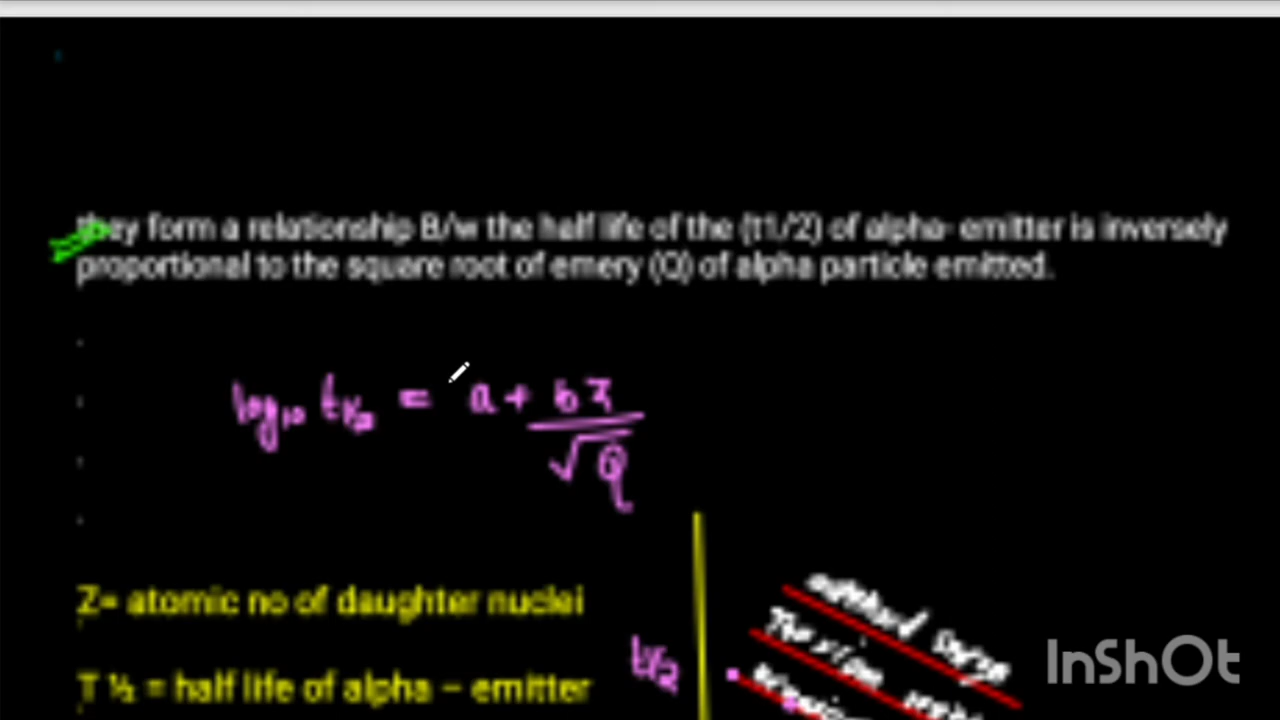 they form a relationship B/w the half life of the (t1/2) of alpha- emitter is inversely
proportional to the square root of emery (Q) of alpha particle emitted.
log10 t1/2 = a + bZ/√Q
Z= atomic no of daughter nuclei
T ½ = half life of alpha – emitter
t1/2
Thorium
InShOt